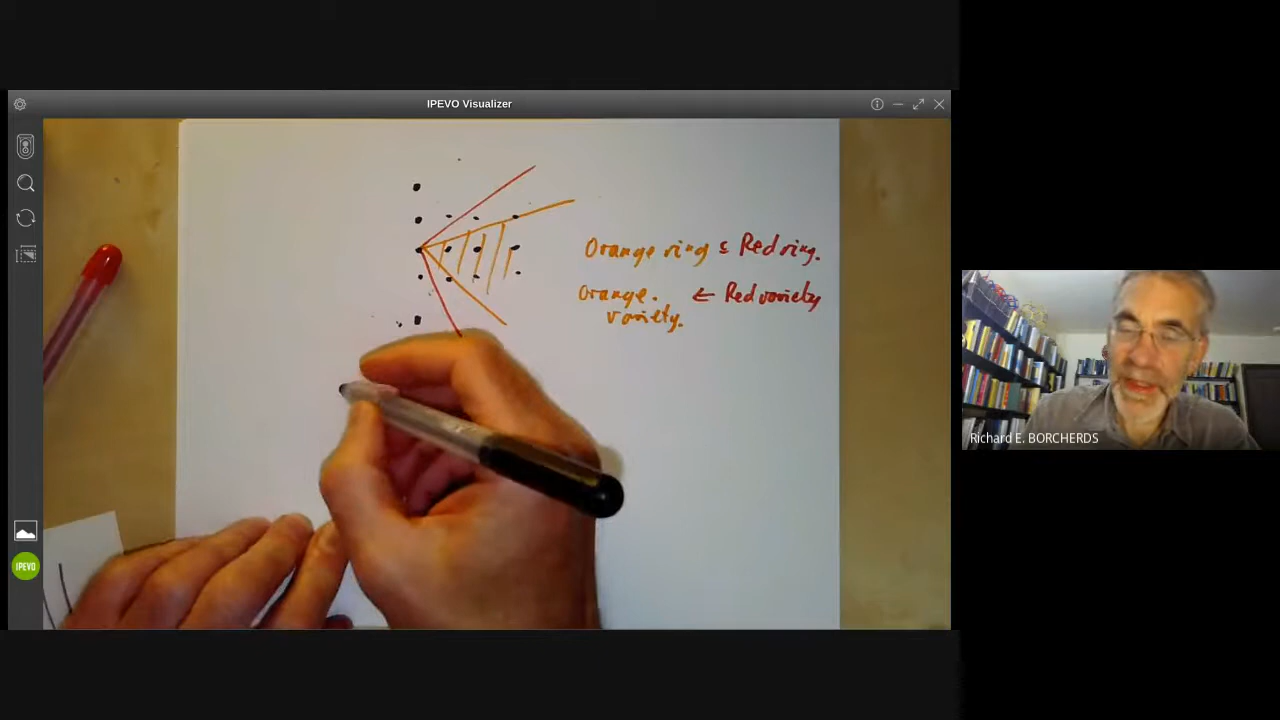 IPEVO Visualizer
Orange ring ⊆ Red ring.
Orange. ← Red variety
variety.
Richard E. BORCHERDS
IPEVO